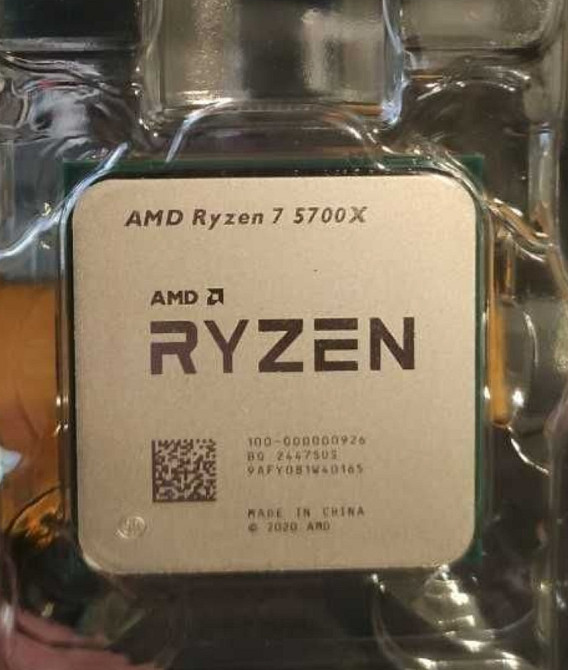 AMD Ryzen 7 5700X
AMD
RYZEN
100-000000926
BQ 2447SUS
9AFY081W40165
MADE IN CHINA
© 2020 AMD